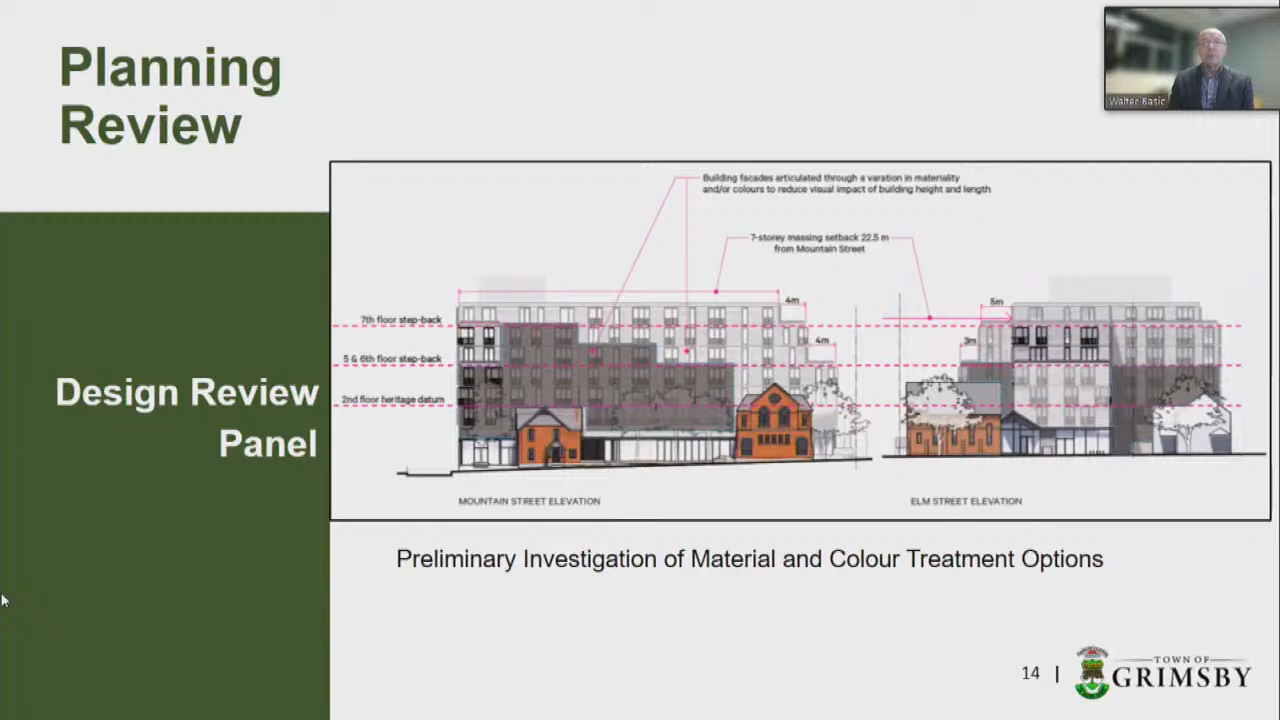 Planning
Review
Walter Basic
Building facades articulated through a varation in materiality
and/or colours to reduce visual impact of building height and length
7-storey massing setback 22.5 m
from Mountain Street
4m
5m
7th floor step-back
4m
3m
5 & 6th floor step-back
2nd floor heritage datum
Design Review
Panel
MOUNTAIN STREET ELEVATION
ELM STREET ELEVATION
Preliminary Investigation of Material and Colour Treatment Options
14 |
TOWN OF
GRIMSBY